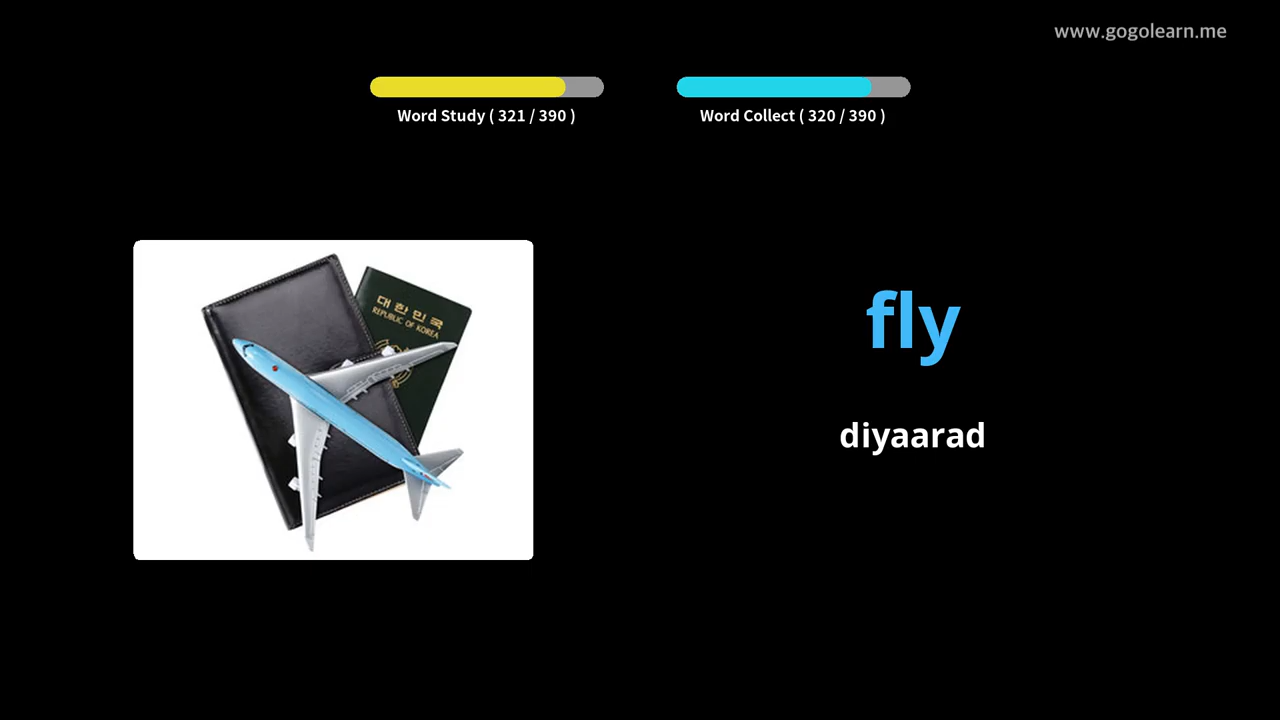 www.gogolearn.me
Word Study ( 321 / 390 )
Word Collect ( 320 / 390 )
대한민국
REPUBLIC OF KOREA
fly
diyaarad